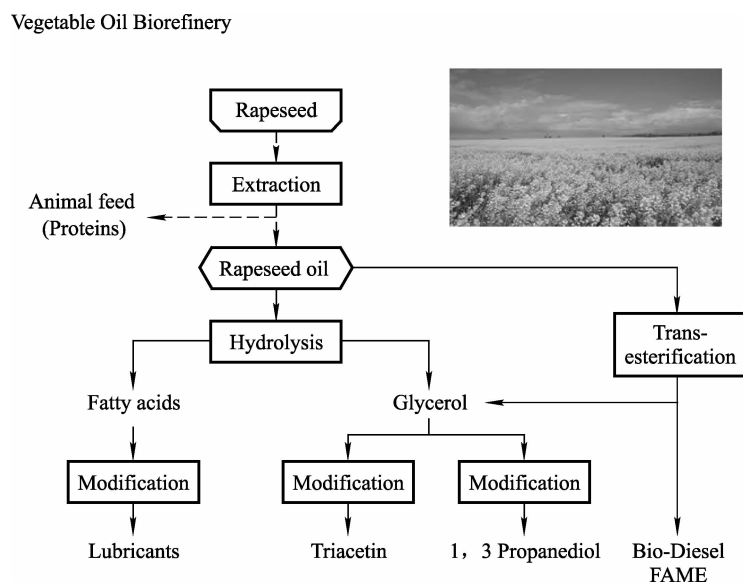 Vegetable Oil Biorefinery
Rapeseed
Extraction
Animal feed
(Proteins)
Rapeseed oil
Hydrolysis
Trans-
esterification
Fatty acids
Glycerol
Modification
Modification
Modification
Lubricants
Triacetin
1，3 Propanediol
Bio-Diesel
FAME